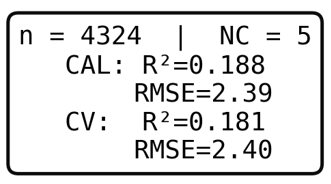 n = 4324 | NC = 5
CAL: R²=0.188
RMSE=2.39
CV: R²=0.181
RMSE=2.40